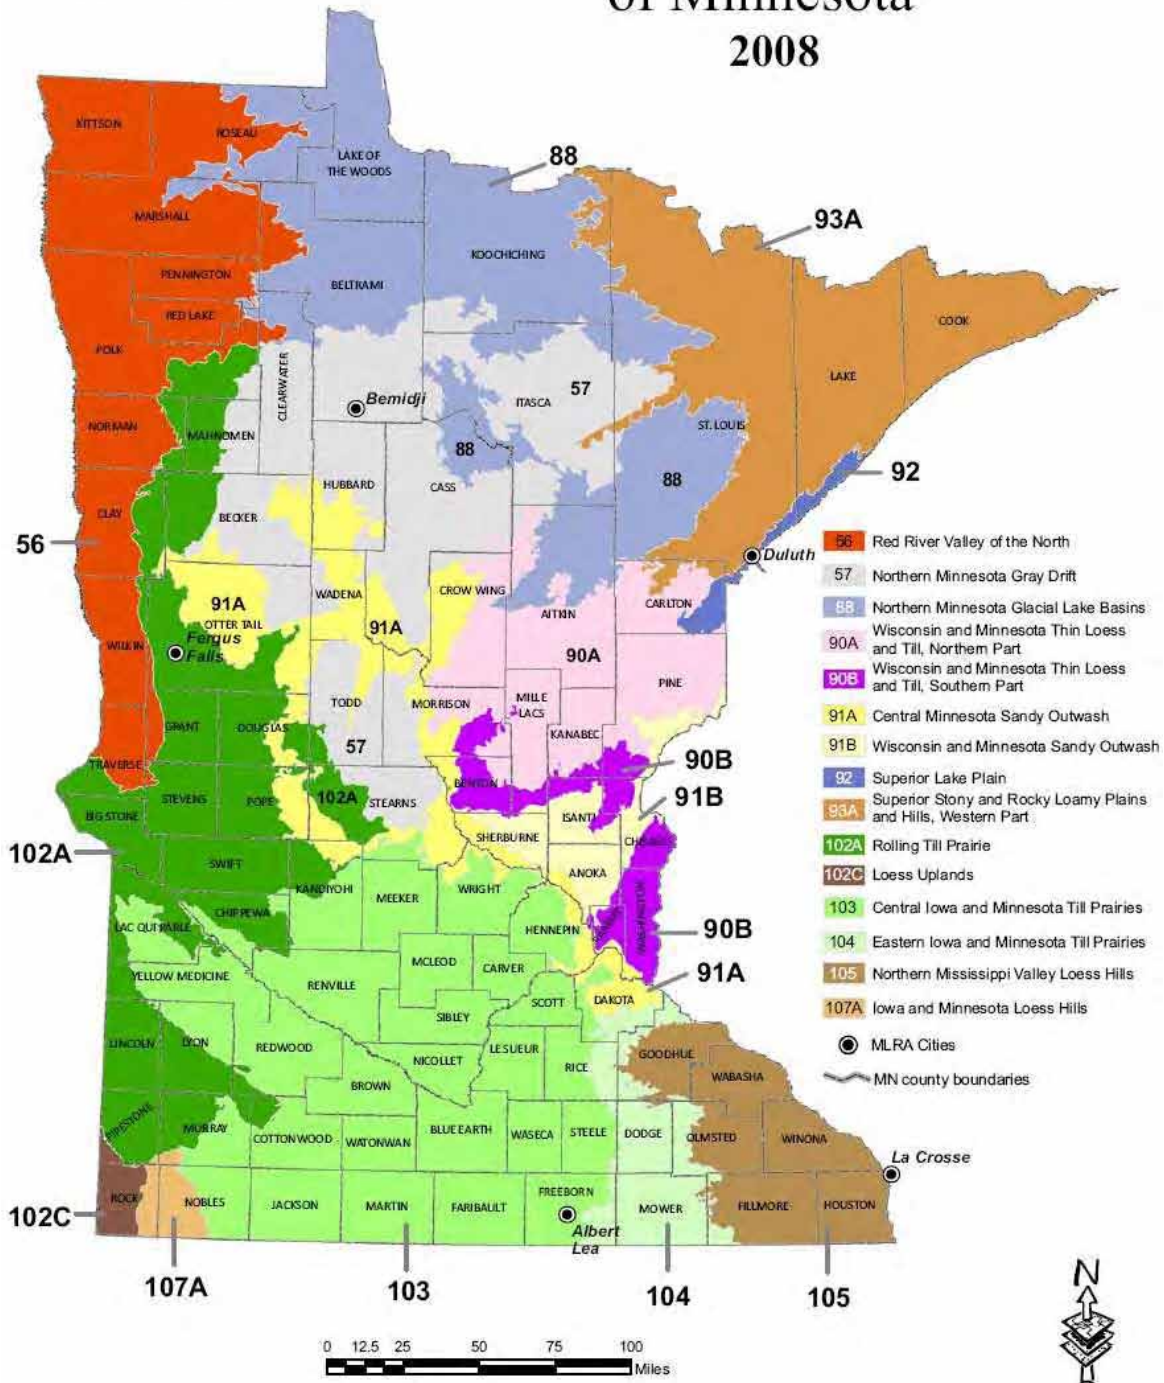 of Minnesota
2008
KITTSON
ROSEAU
LAKE OF
THE WOODS
88
MARSHALL
93A
KOOCHICHING
PENNINGTON
BELTRAMI
RED LAKE
COOK
POLK
CLEARWATER
LAKE
57
Bemidji
ITASCA
NORMAN
MAHNOMEN
ST. LOUIS
88
92
HUBBARD
CASS
88
CLAY
BECKER
56
Duluth
WADENA
CROW WING
91A
OTTER TAIL
CARLTON
AITKIN
91A
Fergus
Falls
WILKIN
90A
PINE
TODD
MORRISON
MILLE
LACS
GRANT
DOUGLAS
KANABEC
57
TRAVERSE
90B
BENTON
STEVENS
POPE
102A
STEARNS
91B
BIG STONE
ISANTI
SHERBURNE
CHISAGO
102A
SWIFT
ANOKA
KANDIYOHI
WRIGHT
MEEKER
CHIPPEWA
LAC QUI PARLE
HENNEPIN
WASHINGTON
90B
MCLEOD
CARVER
YELLOW MEDICINE
RENVILLE
91A
SCOTT
DAKOTA
SIBLEY
LINCOLN
LYON
REDWOOD
NICOLLET
LE SUEUR
RICE
GOODHUE
WABASHA
BROWN
PIPESTONE
MURRAY
COTTONWOOD
WATONWAN
BLUE EARTH
WASECA
STEELE
DODGE
OLMSTED
WINONA
La Crosse
ROCK
NOBLES
JACKSON
MARTIN
FARIBAULT
FREEBORN
MOWER
FILLMORE
HOUSTON
102C
Albert
Lea
107A
103
104
105
56 Red River Valley of the North
57 Northern Minnesota Gray Drift
88 Northern Minnesota Glacial Lake Basins
90A Wisconsin and Minnesota Thin Loess
and Till, Northern Part
90B Wisconsin and Minnesota Thin Loess
and Till, Southern Part
91A Central Minnesota Sandy Outwash
91B Wisconsin and Minnesota Sandy Outwash
92 Superior Lake Plain
93A Superior Stony and Rocky Loamy Plains
and Hills, Western Part
102A Rolling Till Prairie
102C Loess Uplands
103 Central Iowa and Minnesota Till Prairies
104 Eastern Iowa and Minnesota Till Prairies
105 Northern Mississippi Valley Loess Hills
107A Iowa and Minnesota Loess Hills
MLRA Cities
MN county boundaries
N
0 12.5 25 50 75 100
Miles